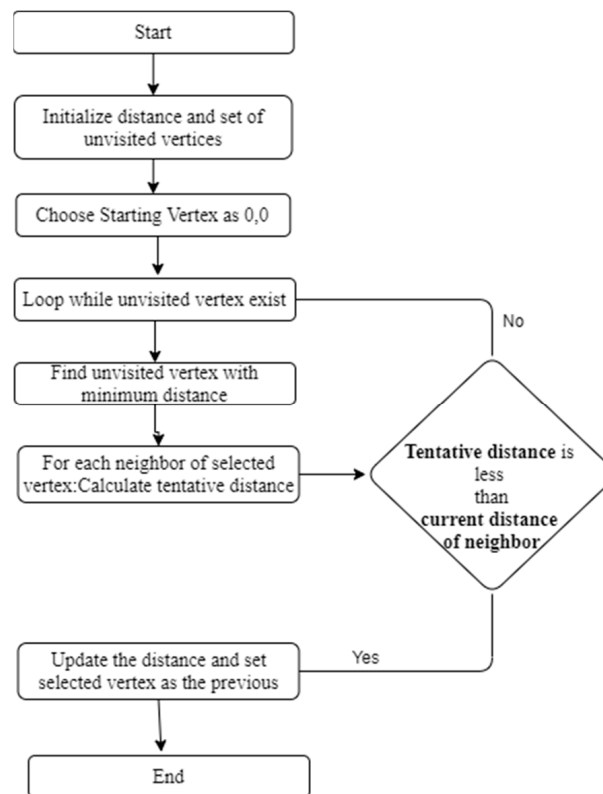 Start
Initialize distance and set of
unvisited vertices
Choose Starting Vertex as 0,0
Loop while unvisited vertex exist
No
Find unvisited vertex with
minimum distance
For each neighbor of selected
vertex:Calculate tentative distance
Tentative distance is
less
than
current distance
of neighbor
Yes
Update the distance and set
selected vertex as the previous
End